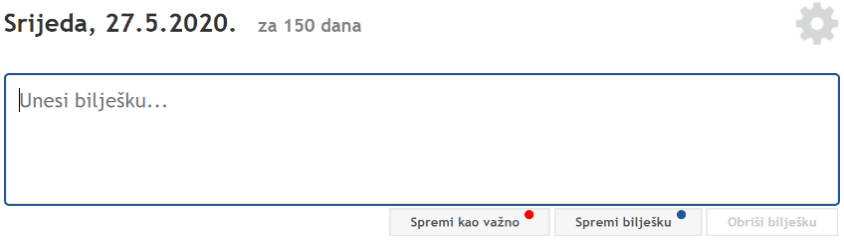 Srijeda, 27.5.2020. za 150 dana
Unesi bilješku...
Spremi kao važno Spremi bilješku Obriši bilješku